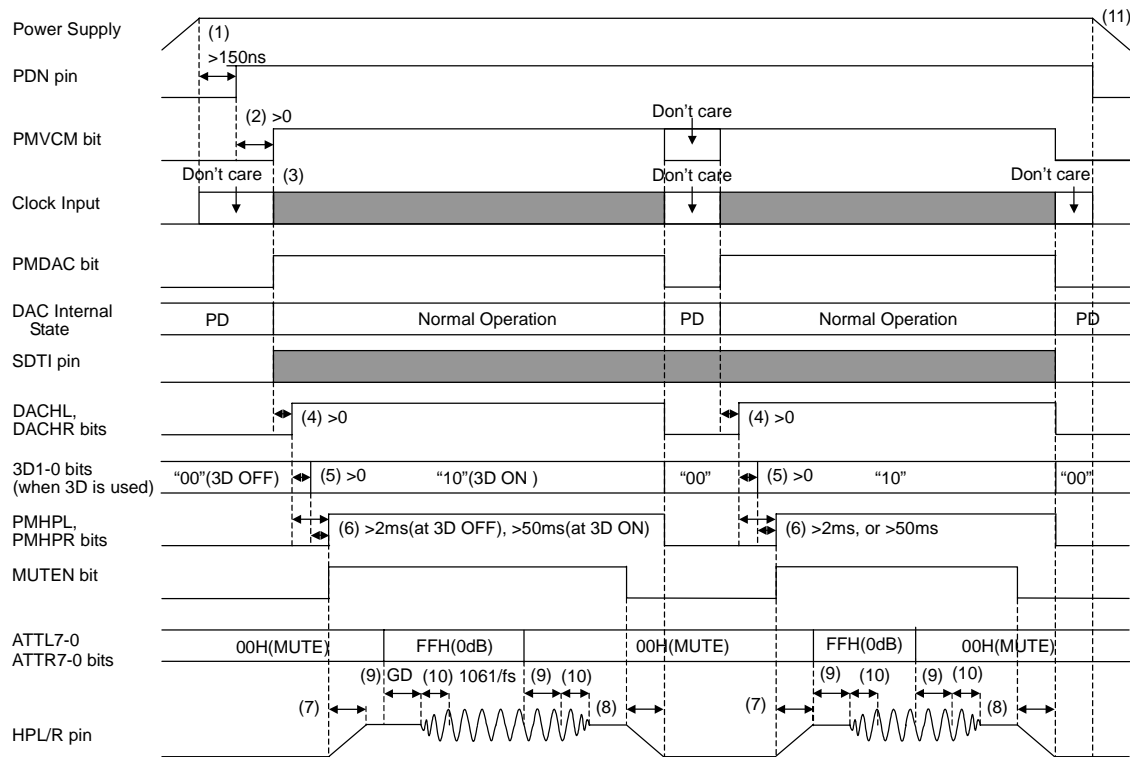 Power Supply
(1)
(11)
>150ns
PDN pin
(2) >0
Don't care
PMVCM bit
Don't care
(3)
Don't care
Don't care
Clock Input
PMDAC bit
DAC Internal
State
PD
Normal Operation
PD
Normal Operation
PD
SDTI pin
DACHL,
DACHR bits
(4) >0
(4) >0
3D1-0 bits
(when 3D is used)
“00”(3D OFF)
(5) >0
“10”(3D ON )
“00”
(5) >0
“10”
“00”
PMHPL,
PMHPR bits
(6) >2ms(at 3D OFF), >50ms(at 3D ON)
(6) >2ms, or >50ms
MUTEN bit
ATTL7-0
ATTR7-0 bits
00H(MUTE)
FFH(0dB)
00H(MUTE)
FFH(0dB)
00H(MUTE)
(9) GD
(10)
1061/fs
(9)
(10)
(9)
(10)
(9)
(10)
(7)
(8)
(7)
(8)
HPL/R pin